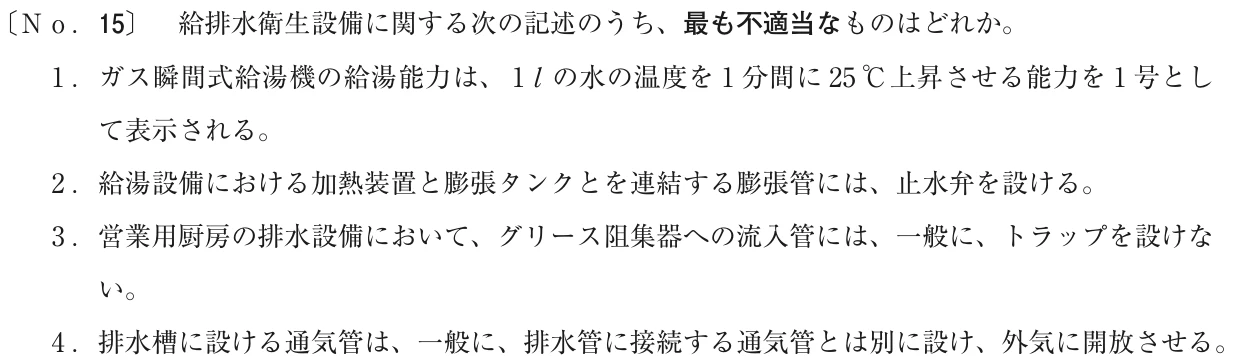 〔Ｎｏ．15〕　給排水衛生設備に関する次の記述のうち、最も不適当なものはどれか。
１．ガス瞬間式給湯機の給湯能力は、１lの水の温度を１分間に25℃上昇させる能力を１号とし
て表示される。
２．給湯設備における加熱装置と膨張タンクとを連結する膨張管には、止水弁を設ける。
３．営業用厨房の排水設備において、グリース阻集器への流入管には、一般に、トラップを設けな
い。
４．排水槽に設ける通気管は、一般に、排水管に接続する通気管とは別に設け、外気に開放させる。